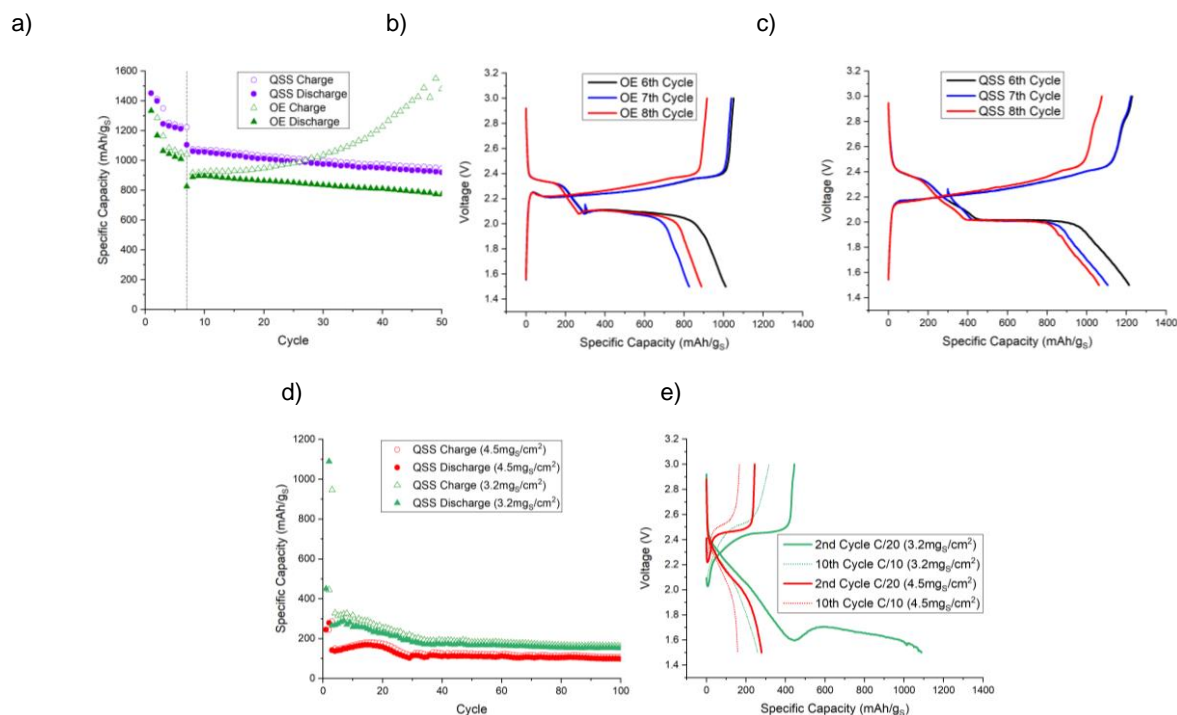 a)
b)
c)
1600
1400
1200
1000
800
600
400
200
0
0
10
20
30
40
50
Specific Capacity (mAh/gS)
Cycle
QSS Charge
QSS Discharge
OE Charge
OE Discharge
3.2
3.0
2.8
2.6
2.4
2.2
2.0
1.8
1.6
1.4
0
200
400
600
800
1000
1200
1400
Voltage (V)
Specific Capacity (mAh/gS)
OE 6th Cycle
OE 7th Cycle
OE 8th Cycle
3.2
3.0
2.8
2.6
2.4
2.2
2.0
1.8
1.6
1.4
0
200
400
600
800
1000
1200
1400
Voltage (V)
Specific Capacity (mAh/gS)
QSS 6th Cycle
QSS 7th Cycle
QSS 8th Cycle
d)
e)
1200
1000
800
600
400
200
0
0
20
40
60
80
100
Specific Capacity (mAh/gS)
Cycle
QSS Charge (4.5mgS/cm2)
QSS Discharge (4.5mgS/cm2)
QSS Charge (3.2mgS/cm2)
QSS Discharge (3.2mgS/cm2)
3.2
3.0
2.8
2.6
2.4
2.2
2.0
1.8
1.6
1.4
0
200
400
600
800
1000
1200
1400
Voltage (V)
Specific Capacity (mAh/gS)
2nd Cycle C/20 (3.2mgS/cm2)
10th Cycle C/10 (3.2mgS/cm2)
2nd Cycle C/20 (4.5mgS/cm2)
10th Cycle C/10 (4.5mgS/cm2)